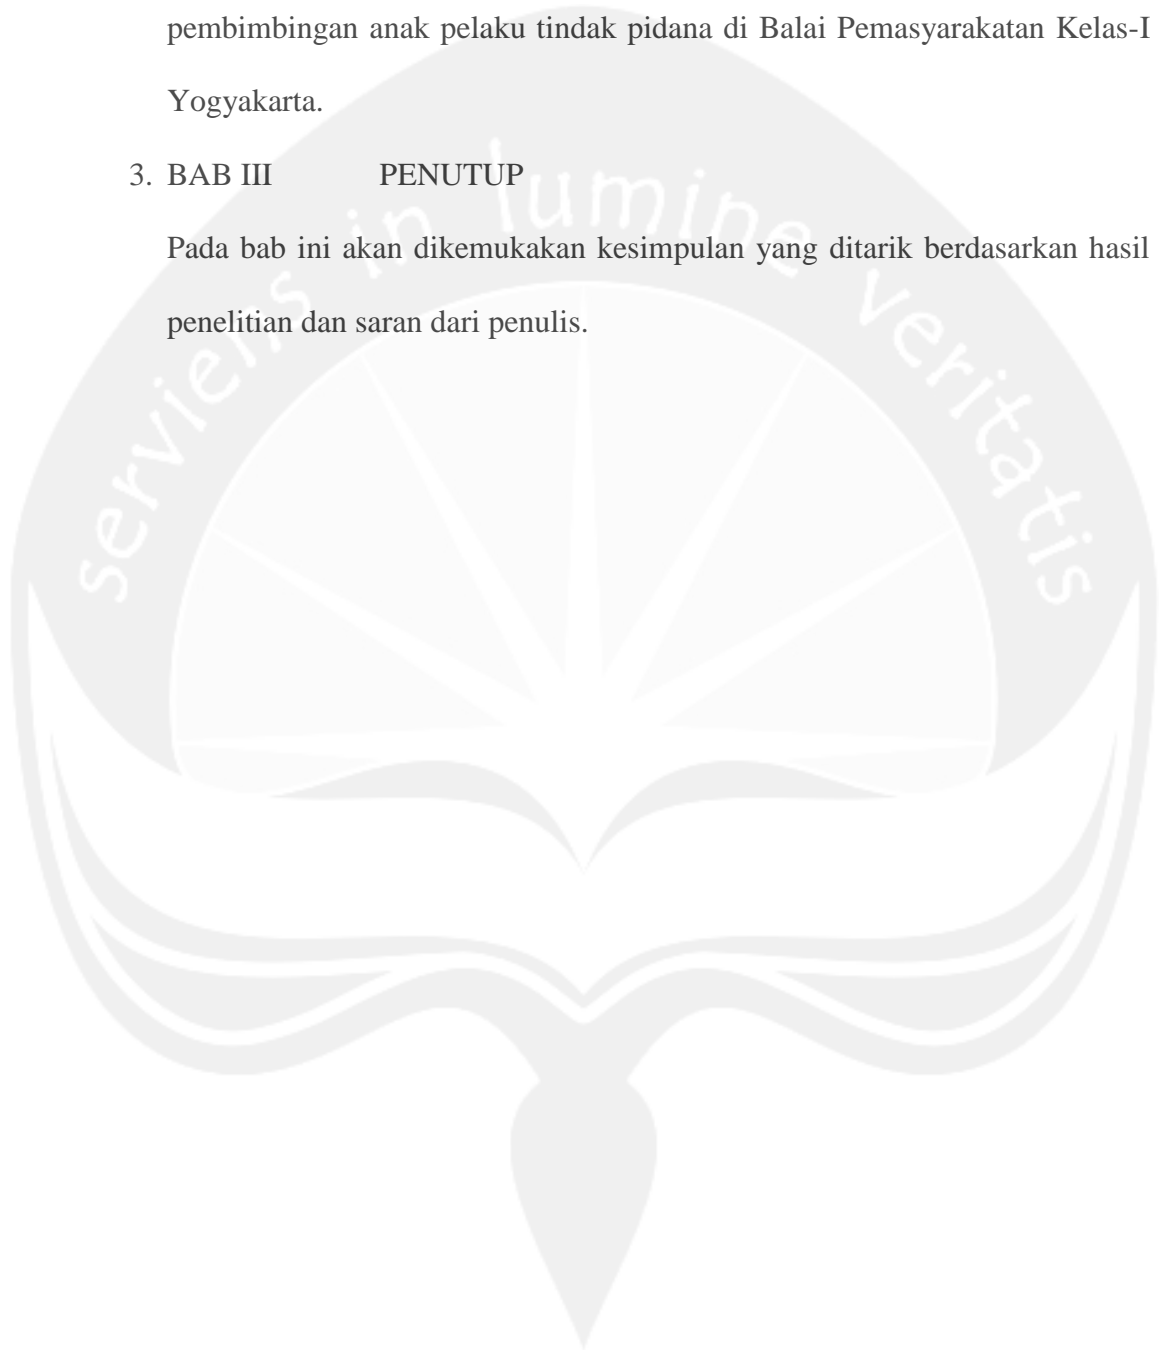 pembimbingan anak pelaku tindak pidana di Balai Pemasyarakatan Kelas-I
Yogyakarta.
3. BAB III PENUTUP
Pada bab ini akan dikemukakan kesimpulan yang ditarik berdasarkan hasil
penelitian dan saran dari penulis.
serviens in lumine veritatis